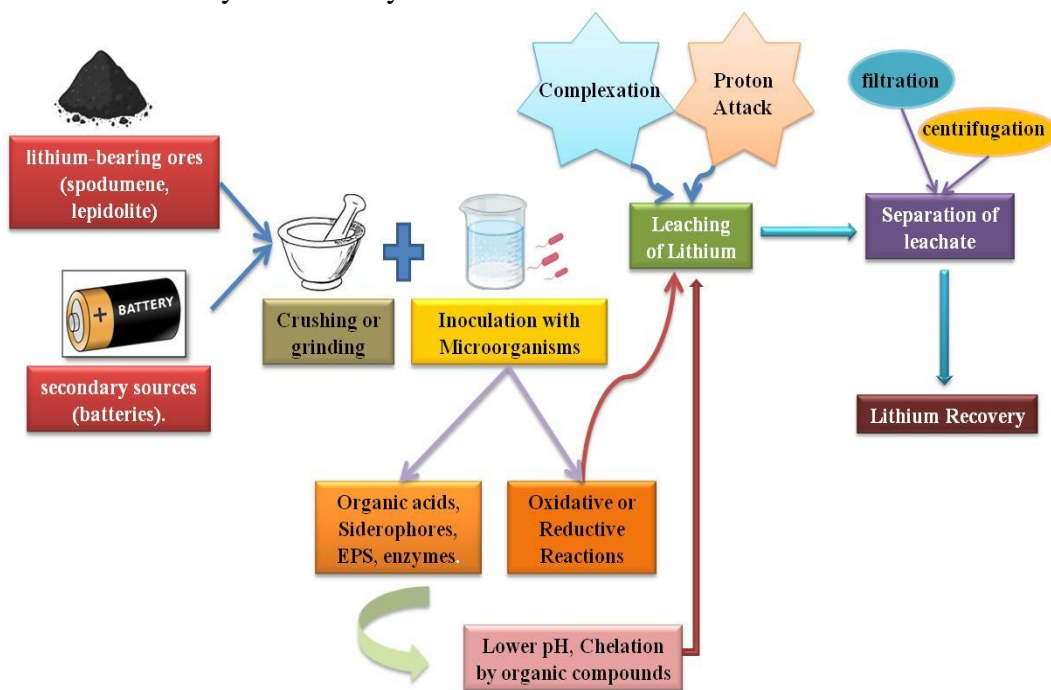 lithium-bearing ores
(spodumene,
lepidolite)
+ BATTERY
secondary sources
(batteries).
Crushing or
grinding
Inoculation with
Microorganisms
Complexation
Proton
Attack
Leaching
of Lithium
filtration
centrifugation
Separation of
leachate
Lithium Recovery
Organic acids,
Siderophores,
EPS, enzymes.
Oxidative or
Reductive
Reactions
Lower pH, Chelation
by organic compounds